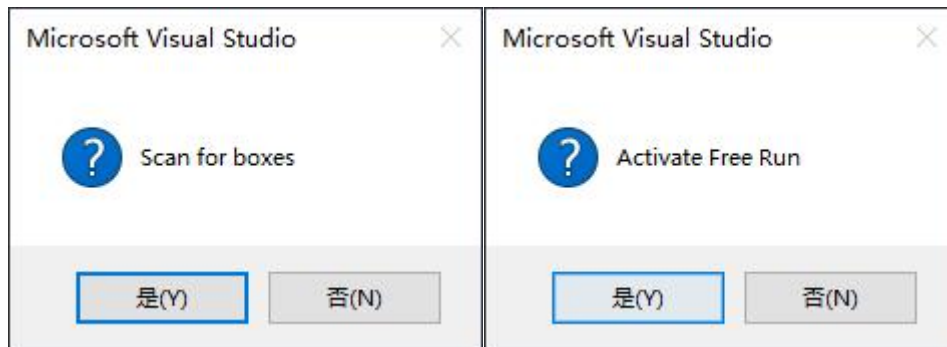 Microsoft Visual Studio
Scan for boxes
是(Y)
否(N)
Microsoft Visual Studio
Activate Free Run
是(Y)
否(N)